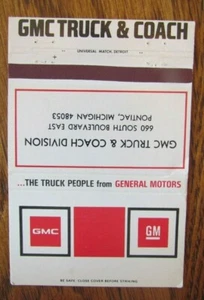 GMC TRUCK & COACH
UNIVERSAL MATCH, DETROIT
GMC TRUCK & COACH DIVISION
660 SOUTH BOULEVARD EAST
PONTIAC, MICHIGAN 48053
...THE TRUCK PEOPLE from GENERAL MOTORS
GMC
GM
BE SAFE. CLOSE COVER BEFORE STRIKING.